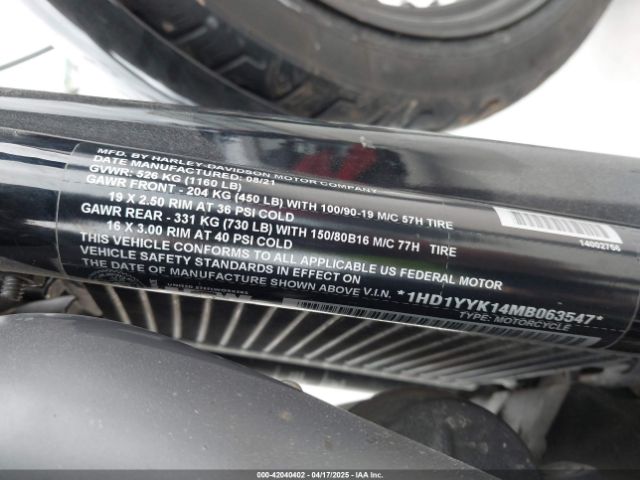 MFD. BY HARLEY-DAVIDSON MOTOR COMPANY
DATE MANUFACTURED: 08/21
GVWR: 526 KG (1160 LB)
GAWR FRONT - 204 KG (450 LB) WITH 100/90-19 M/C 57H TIRE
19 X 2.50 RIM AT 36 PSI COLD
GAWR REAR - 331 KG (730 LB) WITH 150/80B16 M/C 77H TIRE
16 X 3.00 RIM AT 40 PSI COLD
THIS VEHICLE CONFORMS TO ALL APPLICABLE US FEDERAL MOTOR
VEHICLE SAFETY STANDARDS IN EFFECT ON
THE DATE OF MANUFACTURE SHOWN ABOVE V.I.N.
*1HD1YYK14MB063547*
TYPE: MOTORCYCLE
UNITED STEELWORKERS
000-42040402 - 04/17/2025 - IAAI.COM